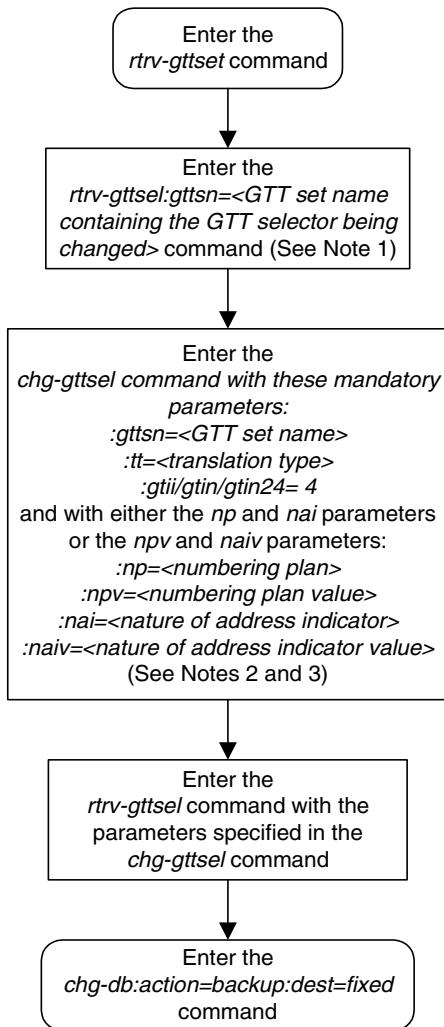 Enter the
rtrv-gttset command
Enter the
rtrv-gttsel:gttsn=<GTT set name
containing the GTT selector being
changed> command (See Note 1)
Enter the
chg-gttsel command with these mandatory
parameters:
:gttsn=<GTT set name>
:tt=<translation type>
:gtii/gtin/gtin24= 4
and with either the np and nai parameters
or the npv and naiv parameters:
:np=<numbering plan>
:npv=<numbering plan value>
:nai=<nature of address indicator>
:naiv=<nature of address indicator value>
(See Notes 2 and 3)
Enter the
rtrv-gttsel command with the
parameters specified in the
chg-gttsel command
Enter the
chg-db:action=backup:dest=fixed
command